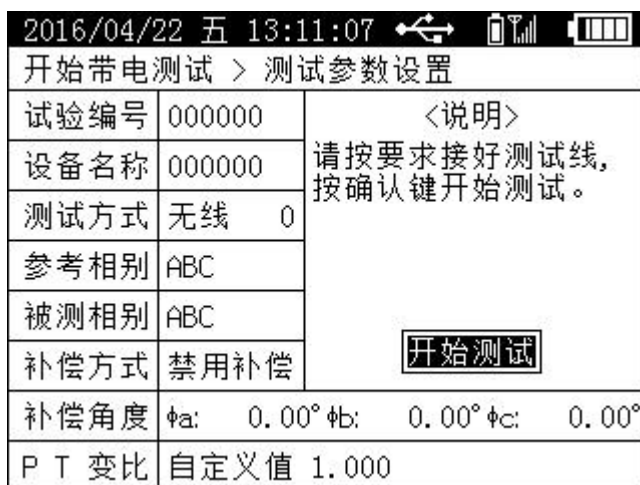 2016/04/22 五 13:11:07
开始带电测试 > 测试参数设置
试验编号 000000
设备名称 000000
测试方式 无线 0
参考相别 ABC
被测相别 ABC
补偿方式 禁用补偿
<说明>
请按要求接好测试线,
按确认键开始测试。
开始测试
补偿角度 Φa: 0.00° Φb: 0.00° Φc: 0.00°
P T 变比 自定义值 1.000